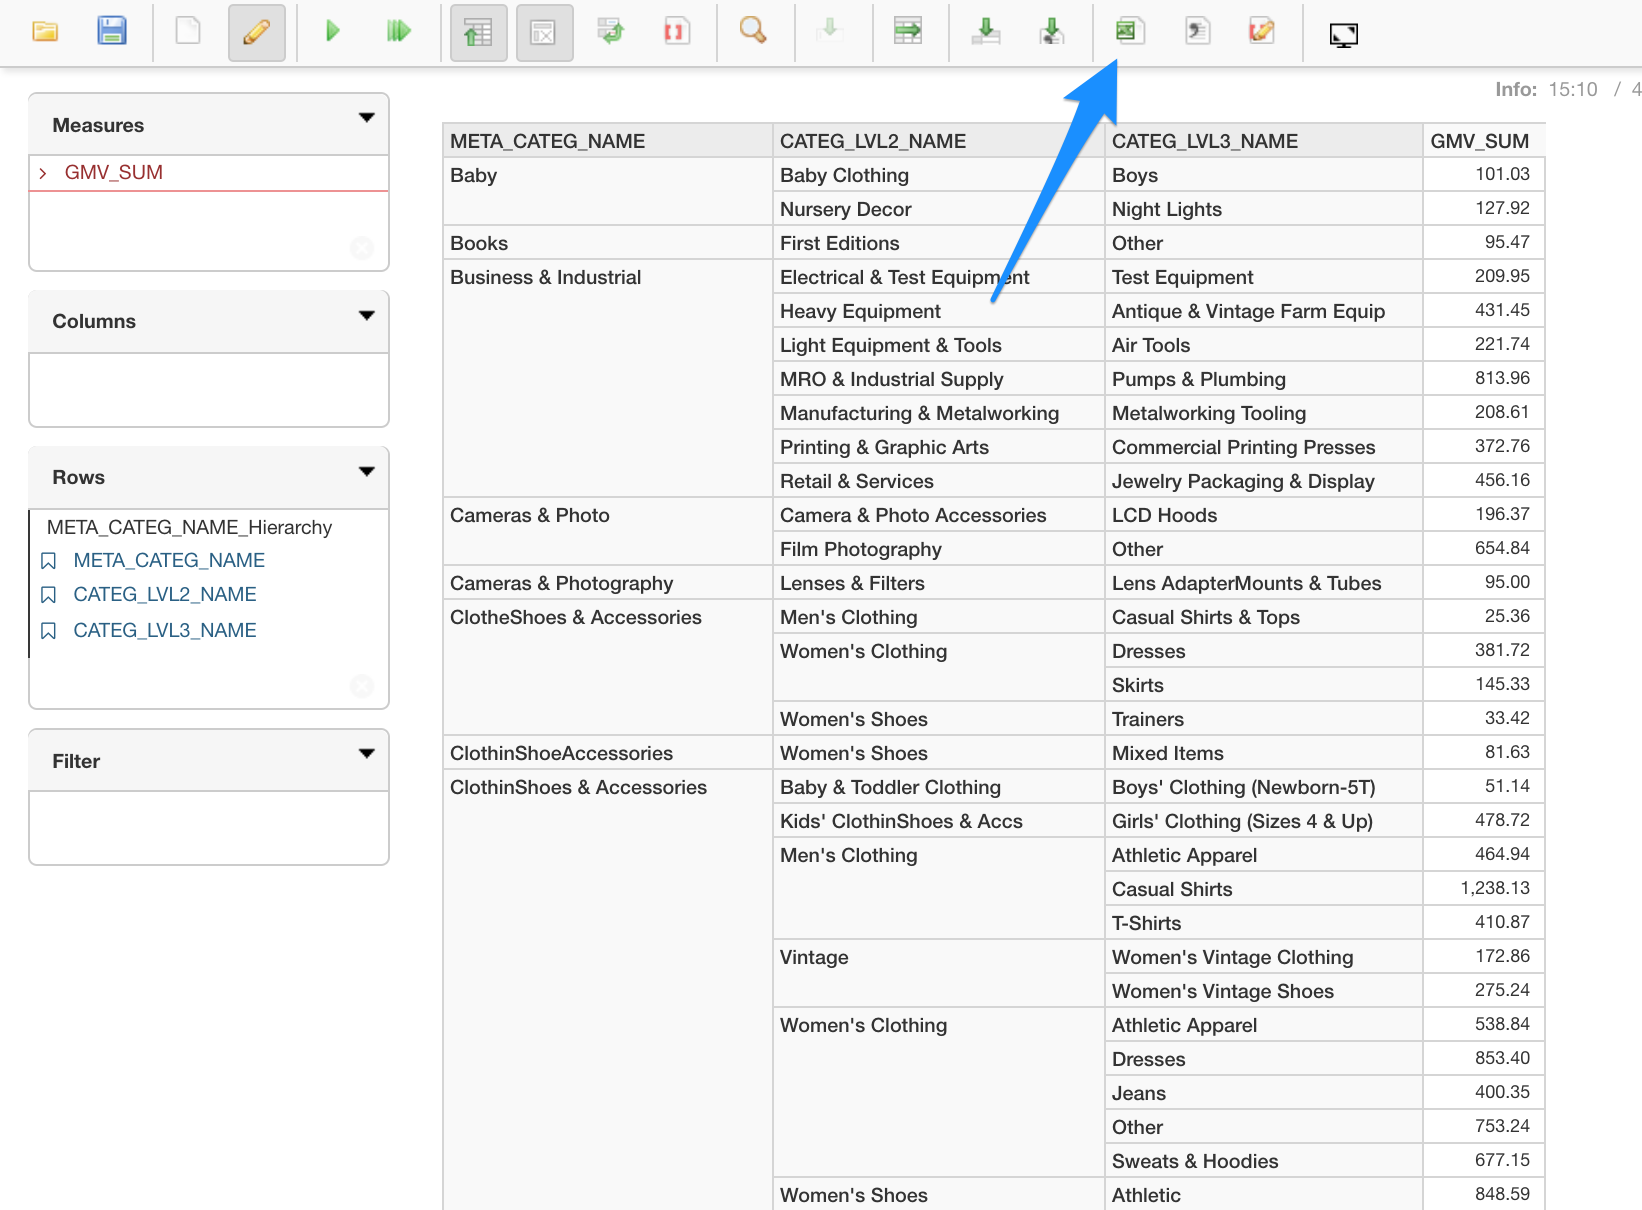 Info: 15:10 / 4
Measures
GMV_SUM
Columns
Rows
META_CATEG_NAME_Hierarchy
META_CATEG_NAME
CATEG_LVL2_NAME
CATEG_LVL3_NAME
Filter
META_CATEG_NAME CATEG_LVL2_NAME CATEG_LVL3_NAME GMV_SUM
Baby Baby Clothing Boys 101.03
Nursery Decor Night Lights 127.92
Books First Editions Other 95.47
Business & Industrial Electrical & Test Equipment Test Equipment 209.95
Heavy Equipment Antique & Vintage Farm Equip 431.45
Light Equipment & Tools Air Tools 221.74
MRO & Industrial Supply Pumps & Plumbing 813.96
Manufacturing & Metalworking Metalworking Tooling 208.61
Printing & Graphic Arts Commercial Printing Presses 372.76
Retail & Services Jewelry Packaging & Display 456.16
Cameras & Photo Camera & Photo Accessories LCD Hoods 196.37
Film Photography Other 654.84
Cameras & Photography Lenses & Filters Lens AdapterMounts & Tubes 95.00
ClotheShoes & Accessories Men's Clothing Casual Shirts & Tops 25.36
Women's Clothing Dresses 381.72
Skirts 145.33
Women's Shoes Trainers 33.42
ClothinShoeAccessories Women's Shoes Mixed Items 81.63
ClothinShoes & Accessories Baby & Toddler Clothing Boys' Clothing (Newborn-5T) 51.14
Kids' ClothinShoes & Accs Girls' Clothing (Sizes 4 & Up) 478.72
Men's Clothing Athletic Apparel 464.94
Casual Shirts 1,238.13
T-Shirts 410.87
Vintage Women's Vintage Clothing 172.86
Women's Vintage Shoes 275.24
Women's Clothing Athletic Apparel 538.84
Dresses 853.40
Jeans 400.35
Other 753.24
Sweats & Hoodies 677.15
Women's Shoes Athletic 848.59